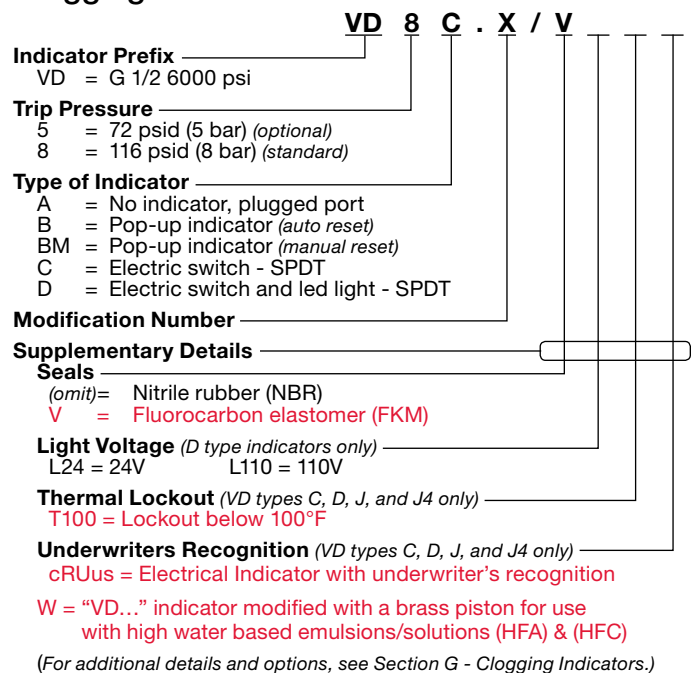 VD 8 C . X / V
Indicator Prefix
VD = G 1/2 6000 psi
Trip Pressure
5 = 72 psid (5 bar) (optional)
8 = 116 psid (8 bar) (standard)
Type of Indicator
A = No indicator, plugged port
B = Pop-up indicator (auto reset)
BM = Pop-up indicator (manual reset)
C = Electric switch - SPDT
D = Electric switch and led light - SPDT
Modification Number
Supplementary Details
Seals
(omit)= Nitrile rubber (NBR)
V = Fluorocarbon elastomer (FKM)
Light Voltage (D type indicators only)
L24 = 24V L110 = 110V
Thermal Lockout (VD types C, D, J, and J4 only)
T100 = Lockout below 100°F
Underwriters Recognition (VD types C, D, J, and J4 only)
cRUus = Electrical Indicator with underwriter's recognition
W = “VD…” indicator modified with a brass piston for use
with high water based emulsions/solutions (HFA) & (HFC)
(For additional details and options, see Section G - Clogging Indicators.)